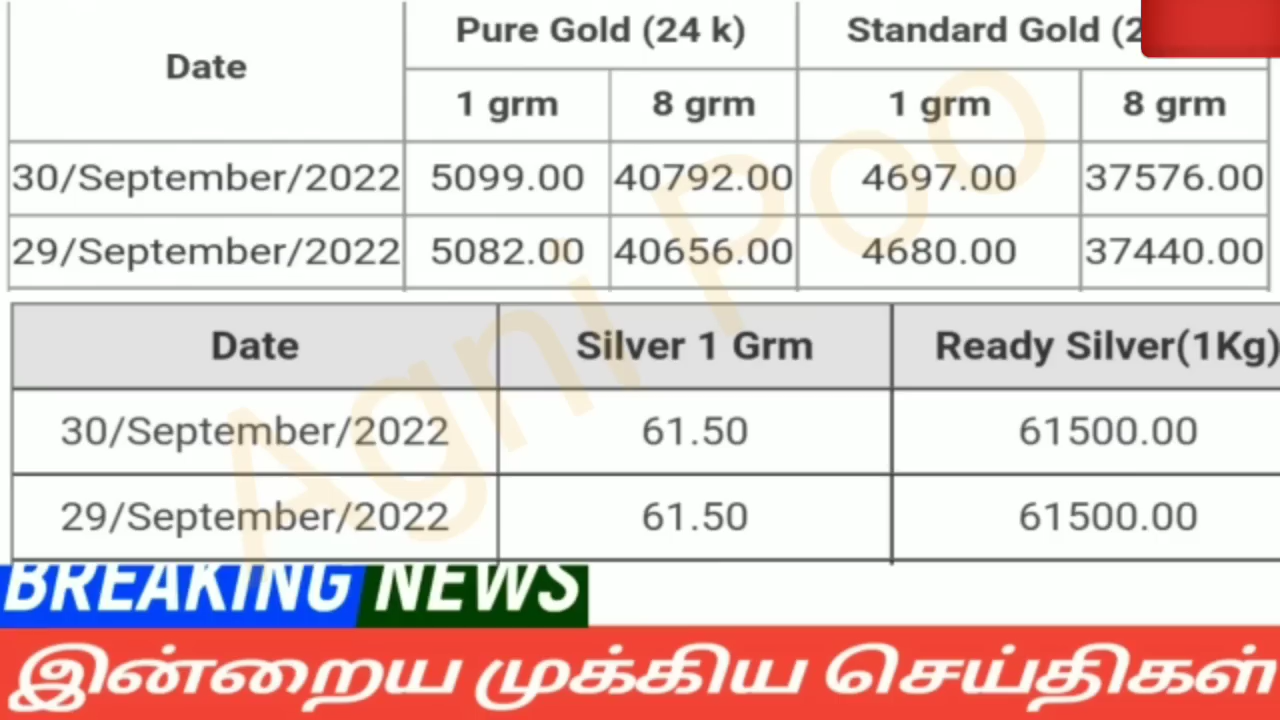 Date Pure Gold (24 k) Standard Gold (2
1 grm 8 grm 1 grm 8 grm
30/September/2022 5099.00 40792.00 4697.00 37576.00
29/September/2022 5082.00 40656.00 4680.00 37440.00
Date Silver 1 Grm Ready Silver(1Kg)
30/September/2022 61.50 61500.00
29/September/2022 61.50 61500.00
Agni Poo
BREAKING NEWS
இன்றைய முக்கிய செய்திகள்